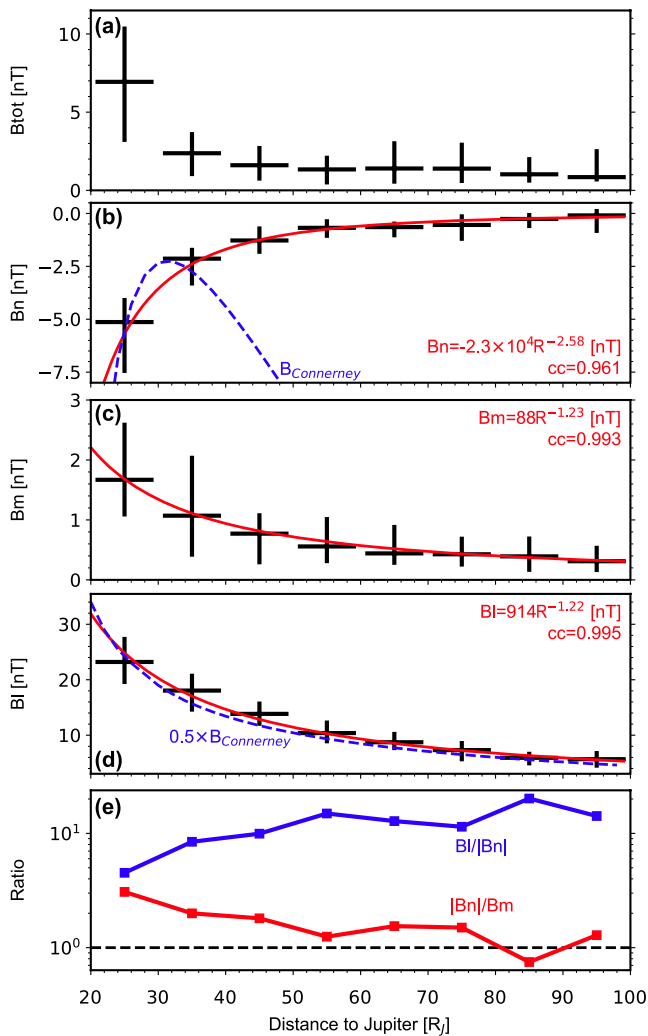 (a)
10
5
0
Btot [nT]
(b)
0.0
−2.5
−5.0
−7.5
Bn [nT]
B_Connerney
Bn=-2.3×10⁴R⁻²·⁵⁸ [nT]
cc=0.961
(c)
3
2
1
0
Bm [nT]
Bm=88R⁻¹·²³ [nT]
cc=0.993
30
20
10
Bl [nT]
Bl=914R⁻¹·²² [nT]
cc=0.995
0.5×B_Connerney
(d)
(e)
10¹
10⁰
Ratio
Bl/|Bn|
|Bn|/Bm
20 30 40 50 60 70 80 90 100
Distance to Jupiter [R_J]